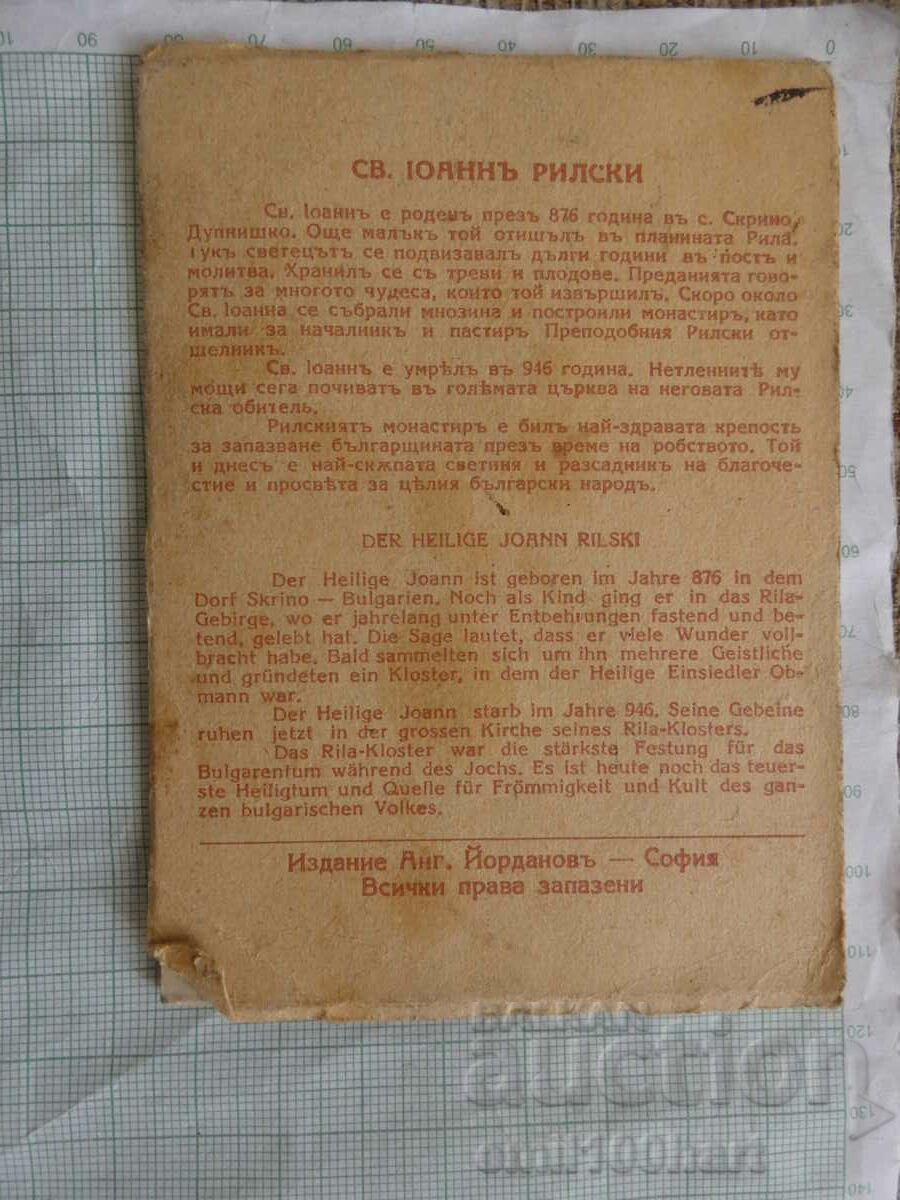 СВ. ІОАННЪ РИЛСКИ
Св. Іоаннъ е роденъ презъ 876 година въ с. Скрино,
Дупнишко. Още малъкъ той отишълъ въ планината Рила.
Тукъ светецътъ се подвизавалъ дълги години въ постъ и
молитва. Хранилъ се съ треви и плодове. Преданията гово-
рятъ за многото чудеса, които той извършилъ. Скоро около
Св. Іоанна се събрали мнозина и построили монастиръ, като
имали за началникъ и пастиръ Преподобния Рилски от-
шелникъ.
Св. Іоаннъ е умрѣлъ въ 946 година. Нетленнитѣ му
мощи сега почиватъ въ голѣмата църква на неговата Рил-
ска обитель.
Рилскиятъ монастиръ е билъ най-здравата крепость
за запазване българщината презъ време на робството. Той
и днесъ е най-скѫпата светиня и разсадникъ на благоче-
стие и просвѣта за цѣлия български народъ.
DER HEILIGE JOANN RILSKI
Der Heilige Joann ist geboren im Jahre 876 in dem
Dorf Skrino — Bulgarien. Noch als Kind ging er in das Rila-
Gebirge, wo er jahrelang unter Entbehrungen fastend und be-
tend, gelebt hat. Die Sage lautet, dass er viele Wunder voll-
bracht habe. Bald sammelten sich um ihn mehrere Geistliche
und gründeten ein Kloster, in dem der Heilige Einsiedler Ob-
mann war.
Der Heilige Joann starb im Jahre 946. Seine Gebeine
ruhen jetzt in der grossen Kirche seines Rila-Klosters.
Das Rila-Kloster war die stärkste Festung für das
Bulgarentum während des Jochs. Es ist heute noch das teuer-
ste Heiligtum und Quelle für Frömmigkeit und Kult des gan-
zen bulgarischen Volkes.
Издание Анг. Йордановъ — София
Всички права запазени
auction